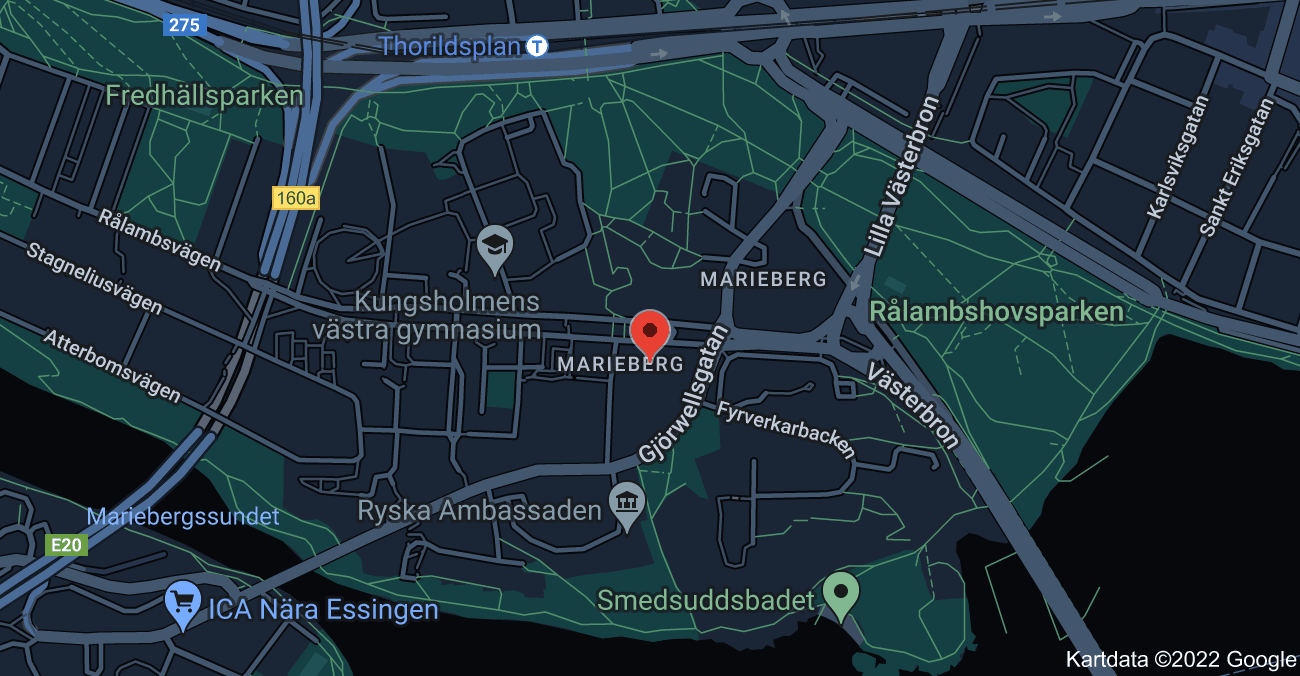 275
Thorildsplan T
Fredhällsparken
Lilla Västerbron
Karlsviksgatan
Sankt Eriksgatan
160a
Rålambsvägen
Stagneliusvägen
Atterbomsvägen
Kungsholmens
västra gymnasium
MARIEBERG
Rålambshovsparken
MARIEBERG
Gjörwellsgatan
Västerbron
Fyrverkarbacken
Ryska Ambassaden
Mariebergssundet
E20
Smedsuddsbadet
ICA Nära Essingen
Kartdata ©2022 Google